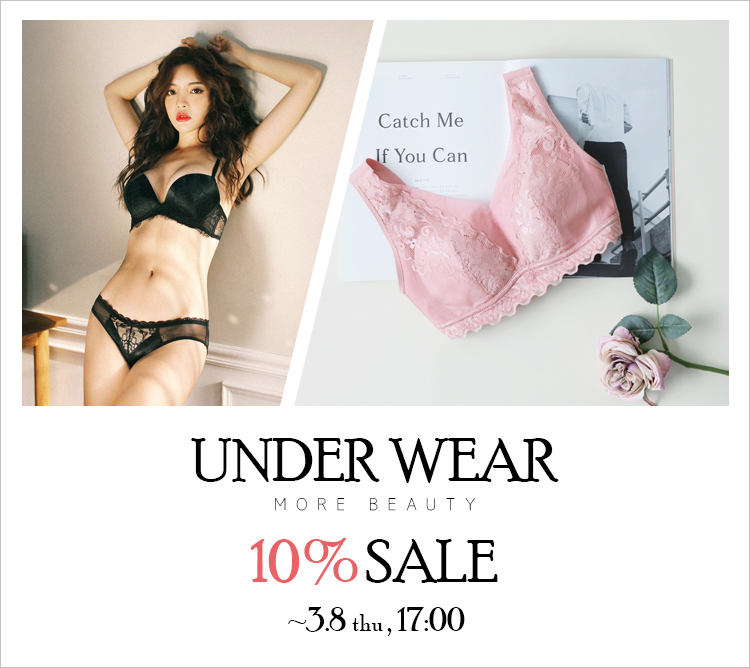 Catch Me
If You Can
UNDER WEAR
MORE BEAUTY
10% SALE
~3.8 thu, 17:00